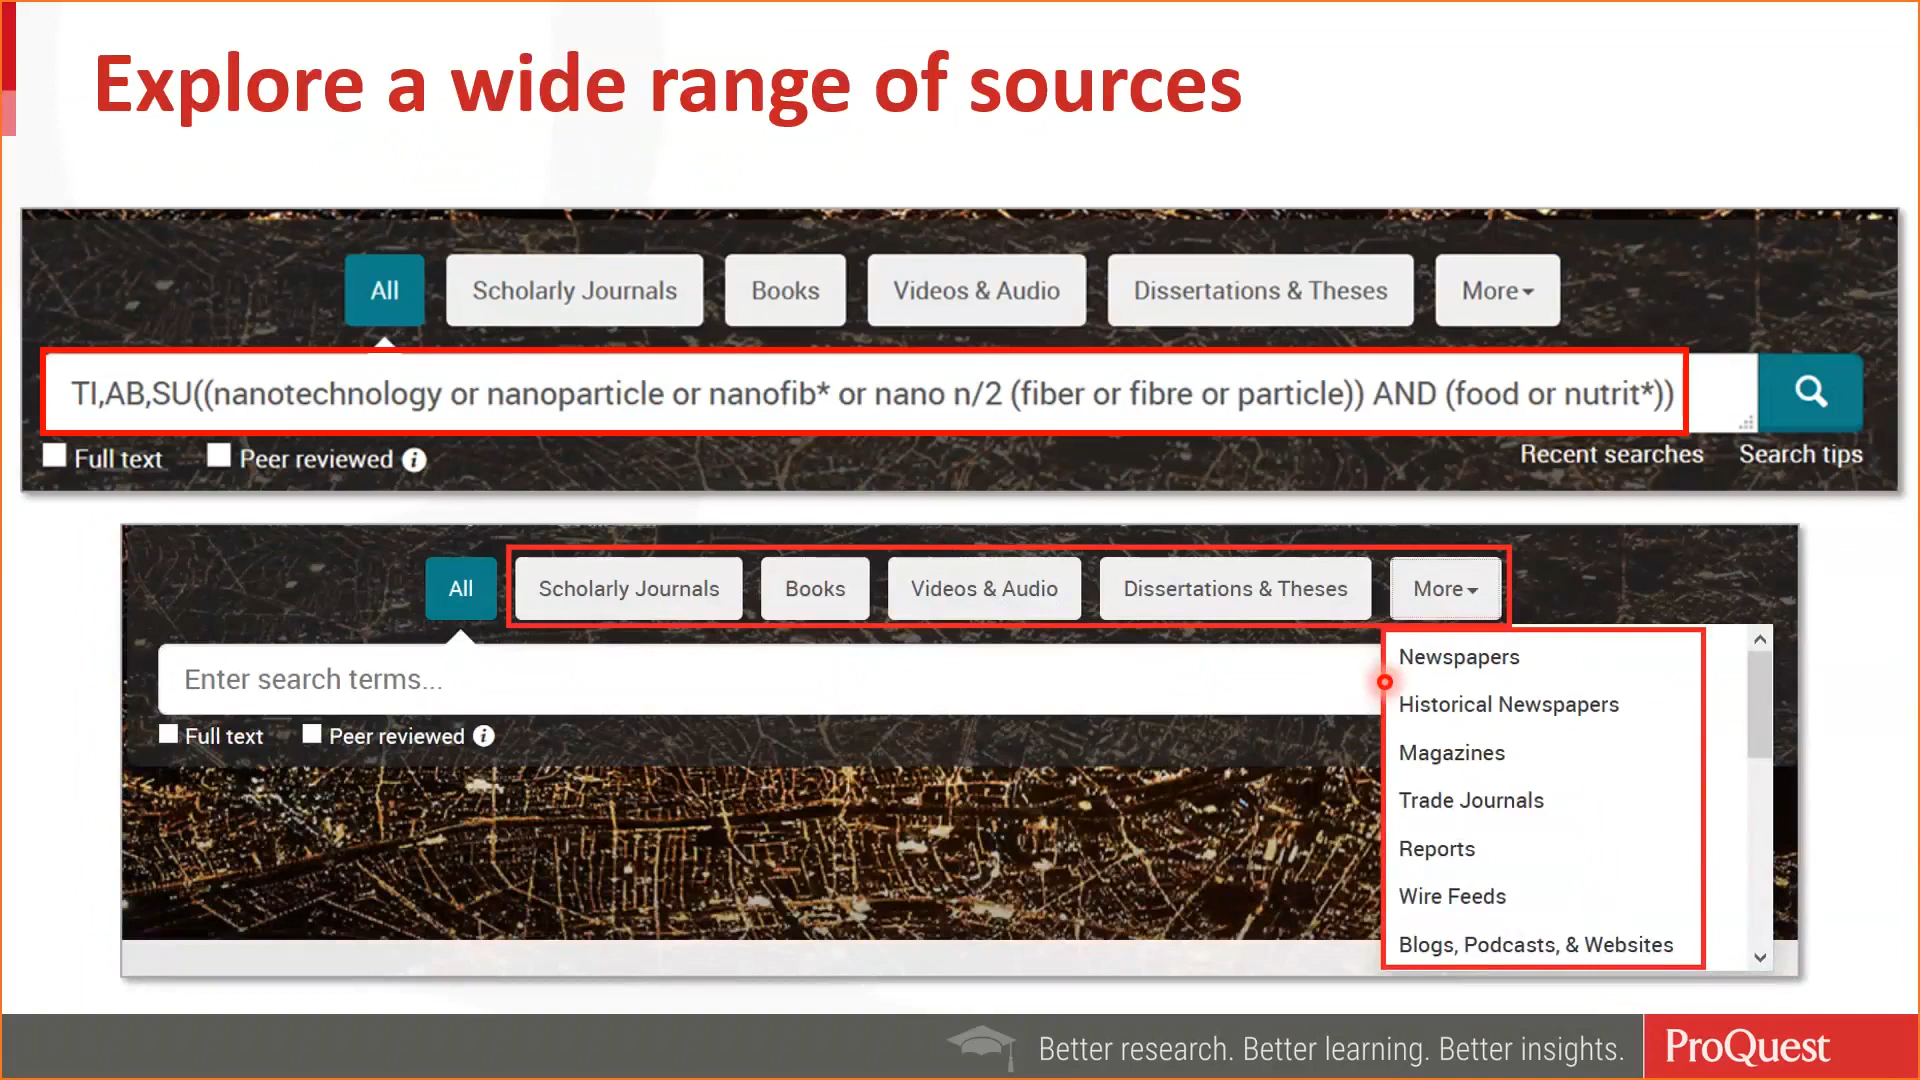 Explore a wide range of sources
All Scholarly Journals Books Videos & Audio Dissertations & Theses More
TI,AB,SU((nanotechnology or nanoparticle or nanofib* or nano n/2 (fiber or fibre or particle)) AND (food or nutrit*))
Full text Peer reviewed i Recent searches Search tips
All Scholarly Journals Books Videos & Audio Dissertations & Theses More
Enter search terms...
Full text Peer reviewed i
Newspapers
Historical Newspapers
Magazines
Trade Journals
Reports
Wire Feeds
Blogs, Podcasts, & Websites
Better research. Better learning. Better insights. ProQuest